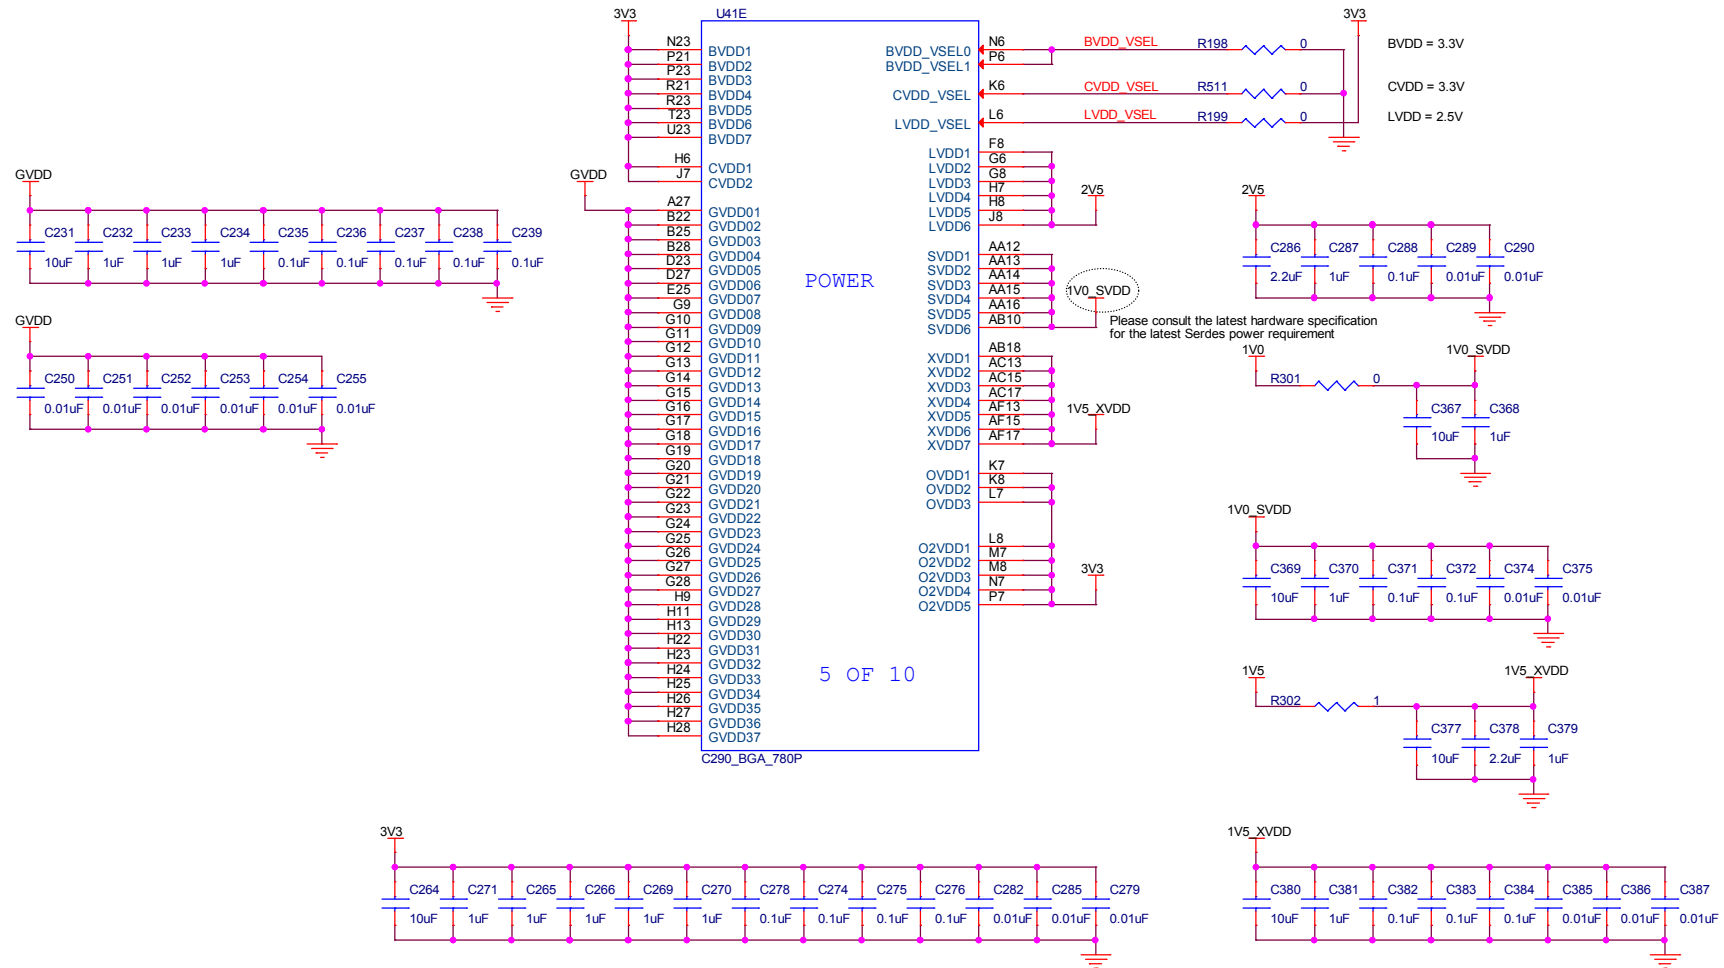 3V3 U41E 3V3
N23 BVDD1 BVDD_VSEL0 N6 BVDD_VSEL R198 0 BVDD = 3.3V
P21 BVDD2 BVDD_VSEL1 P6
P23 BVDD3
R21 BVDD4 CVDD_VSEL K6 CVDD_VSEL R511 0 CVDD = 3.3V
R23 BVDD5
T23 BVDD6 LVDD_VSEL L6 LVDD_VSEL R199 0 LVDD = 2.5V
U23 BVDD7
LVDD1 F8
H6 CVDD1 LVDD2 G6
J7 CVDD2 LVDD3 G8
LVDD4 H7
LVDD5 H8
LVDD6 J8
2V5
GVDD
A27 GVDD01
B22 GVDD02
B25 GVDD03
B28 GVDD04
D23 GVDD05
D27 GVDD06
E25 GVDD07
G9 GVDD08
G10 GVDD09
G11 GVDD10
G12 GVDD11
G13 GVDD12
G14 GVDD13
G15 GVDD14
G16 GVDD15
G17 GVDD16
G18 GVDD17
G19 GVDD18
G20 GVDD19
G21 GVDD20
G22 GVDD21
G23 GVDD22
G24 GVDD23
G25 GVDD24
G26 GVDD25
G27 GVDD26
G28 GVDD27
H9 GVDD28
H11 GVDD29
H13 GVDD30
H22 GVDD31
H23 GVDD32
H24 GVDD33
H25 GVDD34
H26 GVDD35
H27 GVDD36
H28 GVDD37
POWER
5 OF 10
C290_BGA_780P
SVDD1 AA12
SVDD2 AA13
SVDD3 AA14
SVDD4 AA15
SVDD5 AA16
SVDD6 AB10
1V0_SVDD
Please consult the latest hardware specification
for the latest Serdes power requirement
XVDD1 AB18
XVDD2 AC13
XVDD3 AC15
XVDD4 AC17
XVDD5 AF13
XVDD6 AF15
XVDD7 AF17
1V5_XVDD
OVDD1 K7
OVDD2 K8
OVDD3 L7
O2VDD1 L8
O2VDD2 M7
O2VDD3 M8
O2VDD4 N7
O2VDD5 P7
3V3
GVDD
C231 C232 C233 C234 C235 C236 C237 C238 C239
10uF 1uF 1uF 1uF 0.1uF 0.1uF 0.1uF 0.1uF 0.1uF
GVDD
C250 C251 C252 C253 C254 C255
0.01uF 0.01uF 0.01uF 0.01uF 0.01uF 0.01uF
2V5
C286 C287 C288 C289 C290
2.2uF 1uF 0.1uF 0.01uF 0.01uF
1V0 1V0_SVDD
R301 0
C367 C368
10uF 1uF
1V0_SVDD
C369 C370 C371 C372 C374 C375
10uF 1uF 0.1uF 0.1uF 0.01uF 0.01uF
1V5 1V5_XVDD
R302 1
C377 C378 C379
10uF 2.2uF 1uF
3V3
C264 C271 C265 C266 C269 C270 C278 C274 C275 C276 C282 C285 C279
10uF 1uF 1uF 1uF 1uF 1uF 0.1uF 0.1uF 0.1uF 0.1uF 0.01uF 0.01uF 0.01uF
1V5_XVDD
C380 C381 C382 C383 C384 C385 C386 C387
10uF 1uF 0.1uF 0.1uF 0.1uF 0.01uF 0.01uF 0.01uF